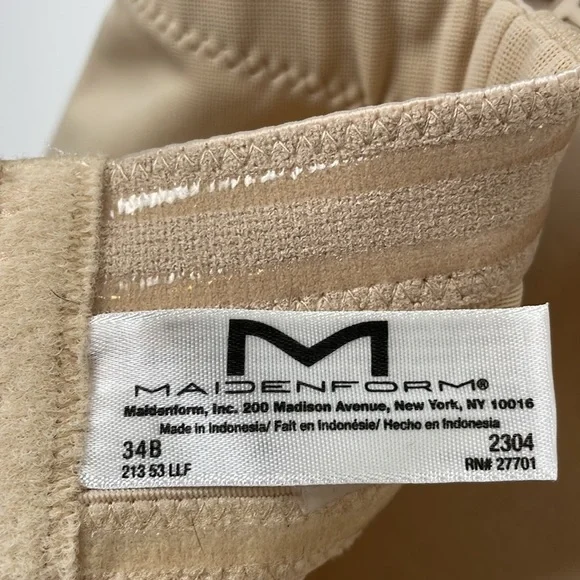 M
MAIDENFORM®
Maidenform, Inc. 200 Madison Avenue, New York, NY 10016
Made in Indonesia/ Fait en Indonésie/ Hecho en Indonesia
34B 2304
213 53 LLF RN# 27701